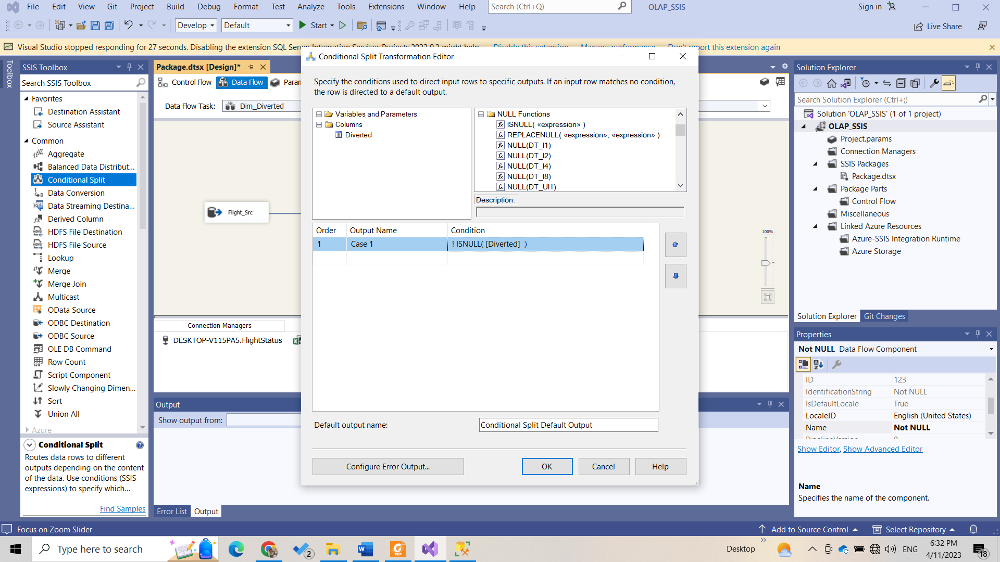 File Edit View Git Project Build Debug Format Test Analyze Tools Extensions Window Help Search (Ctrl+Q) OLAP_SSIS Sign in
Develop Default Start Live Share
Visual Studio stopped responding for 27 seconds. Disabling the extension SQL Server Integration Services Projects 2022 0.3 might help. Disable this extension Manage performance Don't report this extension again
Toolbox
SSIS Toolbox
Search SSIS Toolbox
Favorites
Destination Assistant
Source Assistant
Common
Aggregate
Balanced Data Distribut...
Conditional Split
Data Conversion
Data Streaming Destina...
Derived Column
HDFS File Destination
HDFS File Source
Lookup
Merge
Merge Join
Multicast
OData Source
ODBC Destination
ODBC Source
OLE DB Command
Row Count
Script Component
Slowly Changing Dimen...
Sort
Union All
Azure
Conditional Split
Routes data rows to different
outputs depending on the content
of the data. Use conditions (SSIS
expressions) to specify which...
Find Samples
Package.dtsx [Design]*
Control Flow Data Flow Param
Data Flow Task: Dim_Diverted
Flight_Src
100%
Connection Managers
DESKTOP-V115PA5.FlightStatus
Output
Show output from:
Error List Output
Conditional Split Transformation Editor
Specify the conditions used to direct input rows to specific outputs. If an input row matches no condition,
the row is directed to a default output.
Variables and Parameters
Columns
Diverted
NULL Functions
ISNULL( «expression» )
REPLACENULL( «expression», «expression» )
NULL(DT_I1)
NULL(DT_I2)
NULL(DT_I4)
NULL(DT_I8)
NULL(DT_UI1)
Description:
Order Output Name Condition
1 Case 1 ! ISNULL( [Diverted] )
Default output name: Conditional Split Default Output
Configure Error Output... OK Cancel Help
Solution Explorer
Search Solution Explorer (Ctrl+;)
Solution 'OLAP_SSIS' (1 of 1 project)
OLAP_SSIS
Project.params
Connection Managers
SSIS Packages
Package.dtsx
Package Parts
Control Flow
Miscellaneous
Linked Azure Resources
Azure-SSIS Integration Runtime
Azure Storage
Solution Explorer Git Changes
Properties
Not NULL Data Flow Component
ID 123
IdentificationString Not NULL
IsDefaultLocale True
LocaleID English (United States)
Name Not NULL
PipelineVersion 0
Show Editor, Show Advanced Editor
Name
Specifies the name of the component.
Focus on Zoom Slider Add to Source Control Select Repository
Type here to search 2 Desktop ENG 6:32 PM
4/11/2023 18